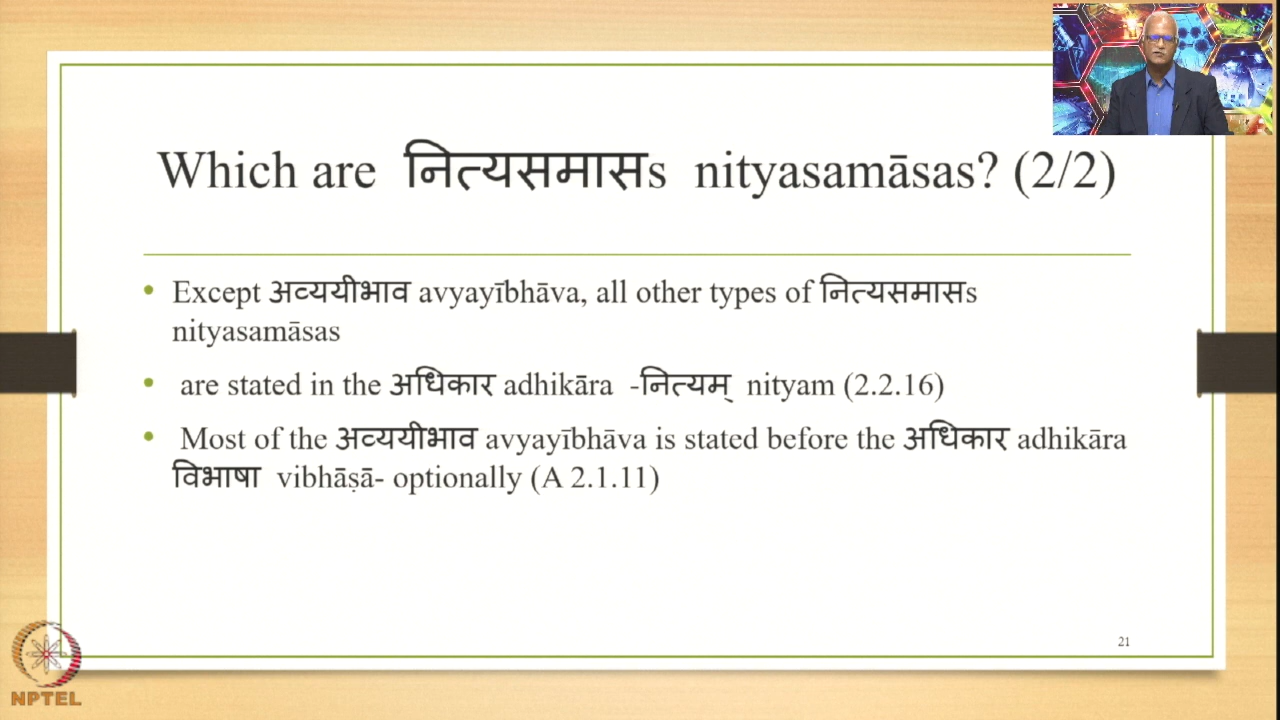 Which are नित्यसमासs nityasamāsas? (2/2)
• Except अव्ययीभाव avyayībhāva, all other types of नित्यसमासs
nityasamāsas
• are stated in the अधिकार adhikāra -नित्यम् nityam (2.2.16)
• Most of the अव्ययीभाव avyayībhāva is stated before the अधिकार adhikāra
विभाषा vibhāṣā- optionally (A 2.1.11)
21
NPTEL